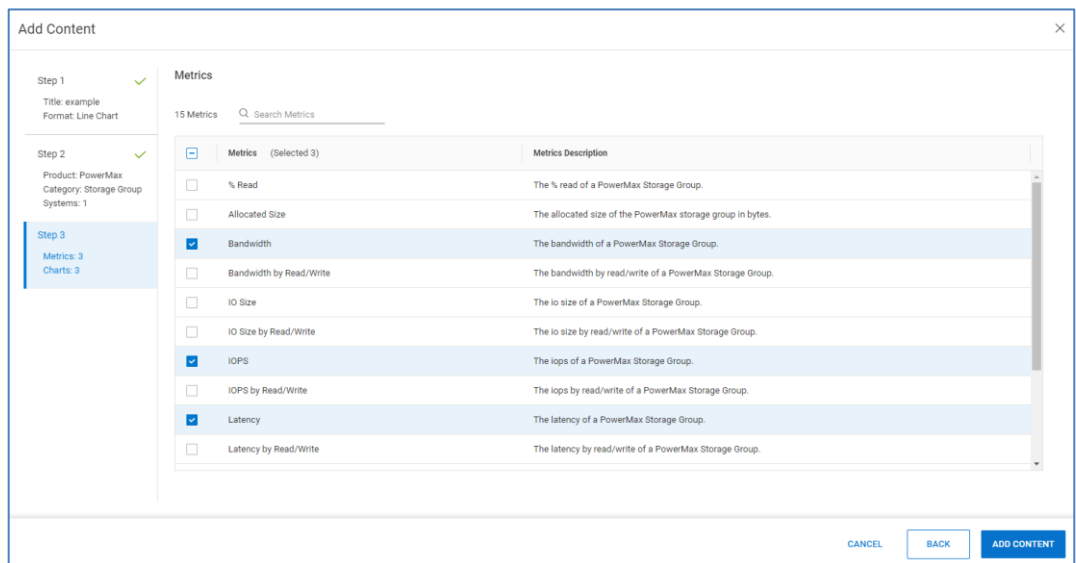 Add Content
Step 1
Title: example
Format: Line Chart
Step 2
Product: PowerMax
Category: Storage Group
Systems: 1
Step 3
Metrics: 3
Charts: 3
Metrics
15 Metrics Search Metrics
Metrics (Selected 3) Metrics Description
% Read The % read of a PowerMax Storage Group.
Allocated Size The allocated size of the PowerMax storage group in bytes.
Bandwidth The bandwidth of a PowerMax Storage Group.
Bandwidth by Read/Write The bandwidth by read/write of a PowerMax Storage Group.
IO Size The io size of a PowerMax Storage Group.
IO Size by Read/Write The io size by read/write of a PowerMax Storage Group.
IOPS The iops of a PowerMax Storage Group.
IOPS by Read/Write The iops by read/write of a PowerMax Storage Group.
Latency The latency of a PowerMax Storage Group.
Latency by Read/Write The latency by read/write of a PowerMax Storage Group.
CANCEL BACK ADD CONTENT